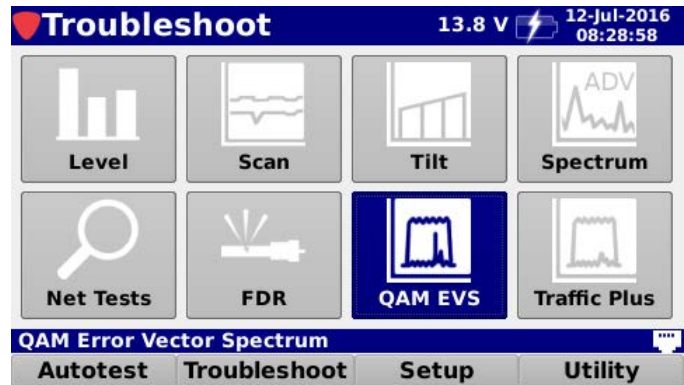 Troubleshoot
13.8 V
12-Jul-2016
08:28:58
Level
Scan
Tilt
ADV
Spectrum
Net Tests
FDR
QAM EVS
Traffic Plus
QAM Error Vector Spectrum
Autotest
Troubleshoot
Setup
Utility